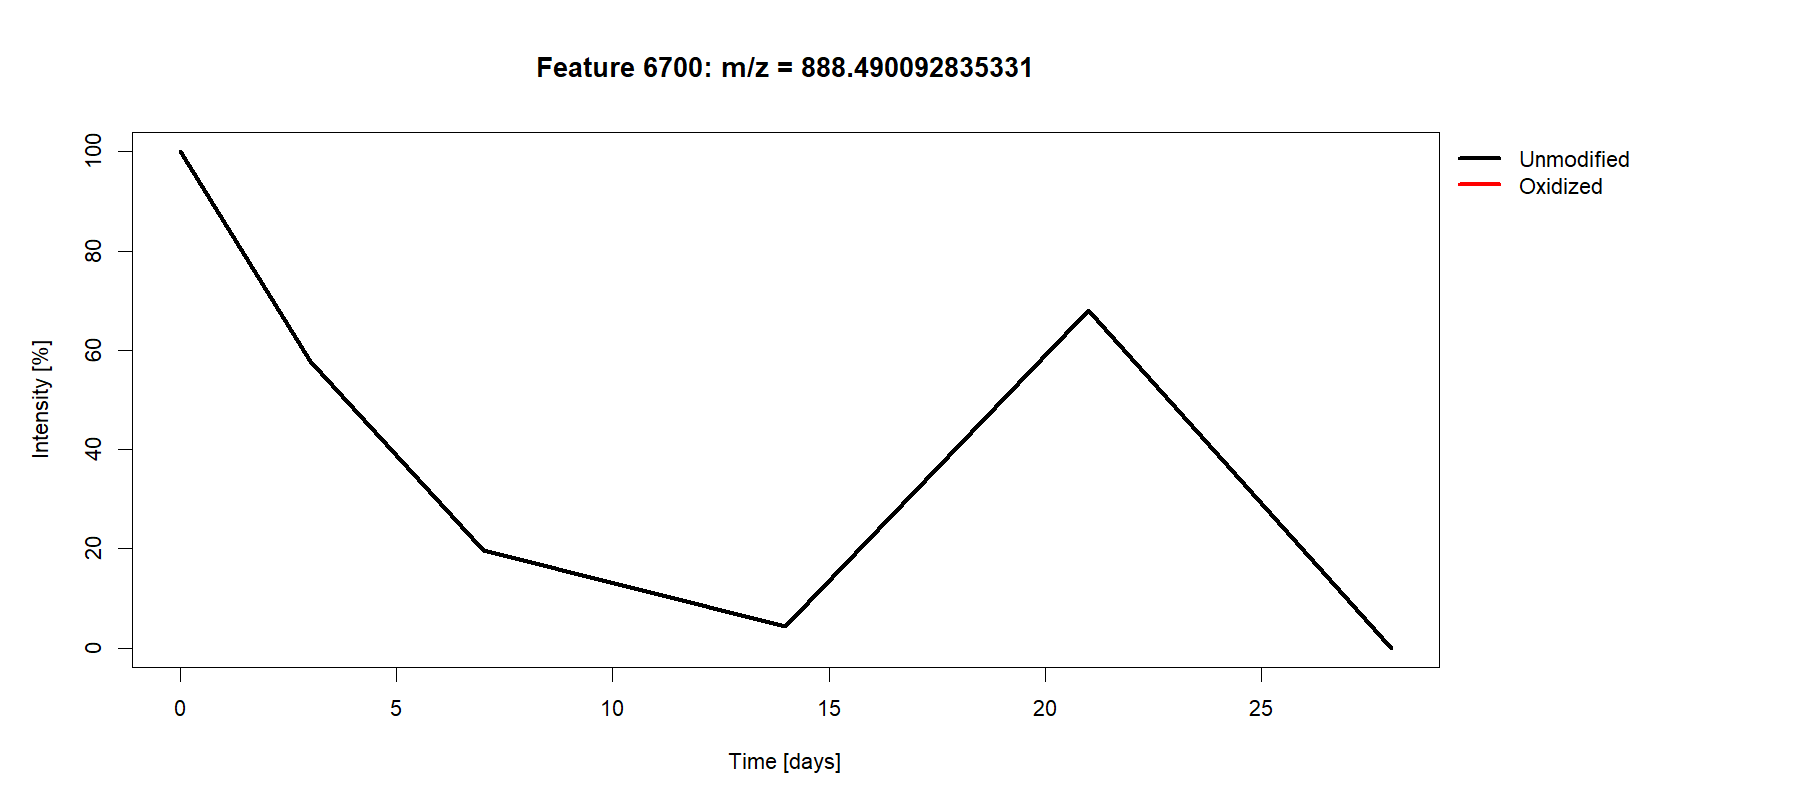 Feature 6700: m/z = 888.490092835331
Unmodified
Oxidized
Intensity [%]
100
80
60
40
20
0
0 5 10 15 20 25
Time [days]